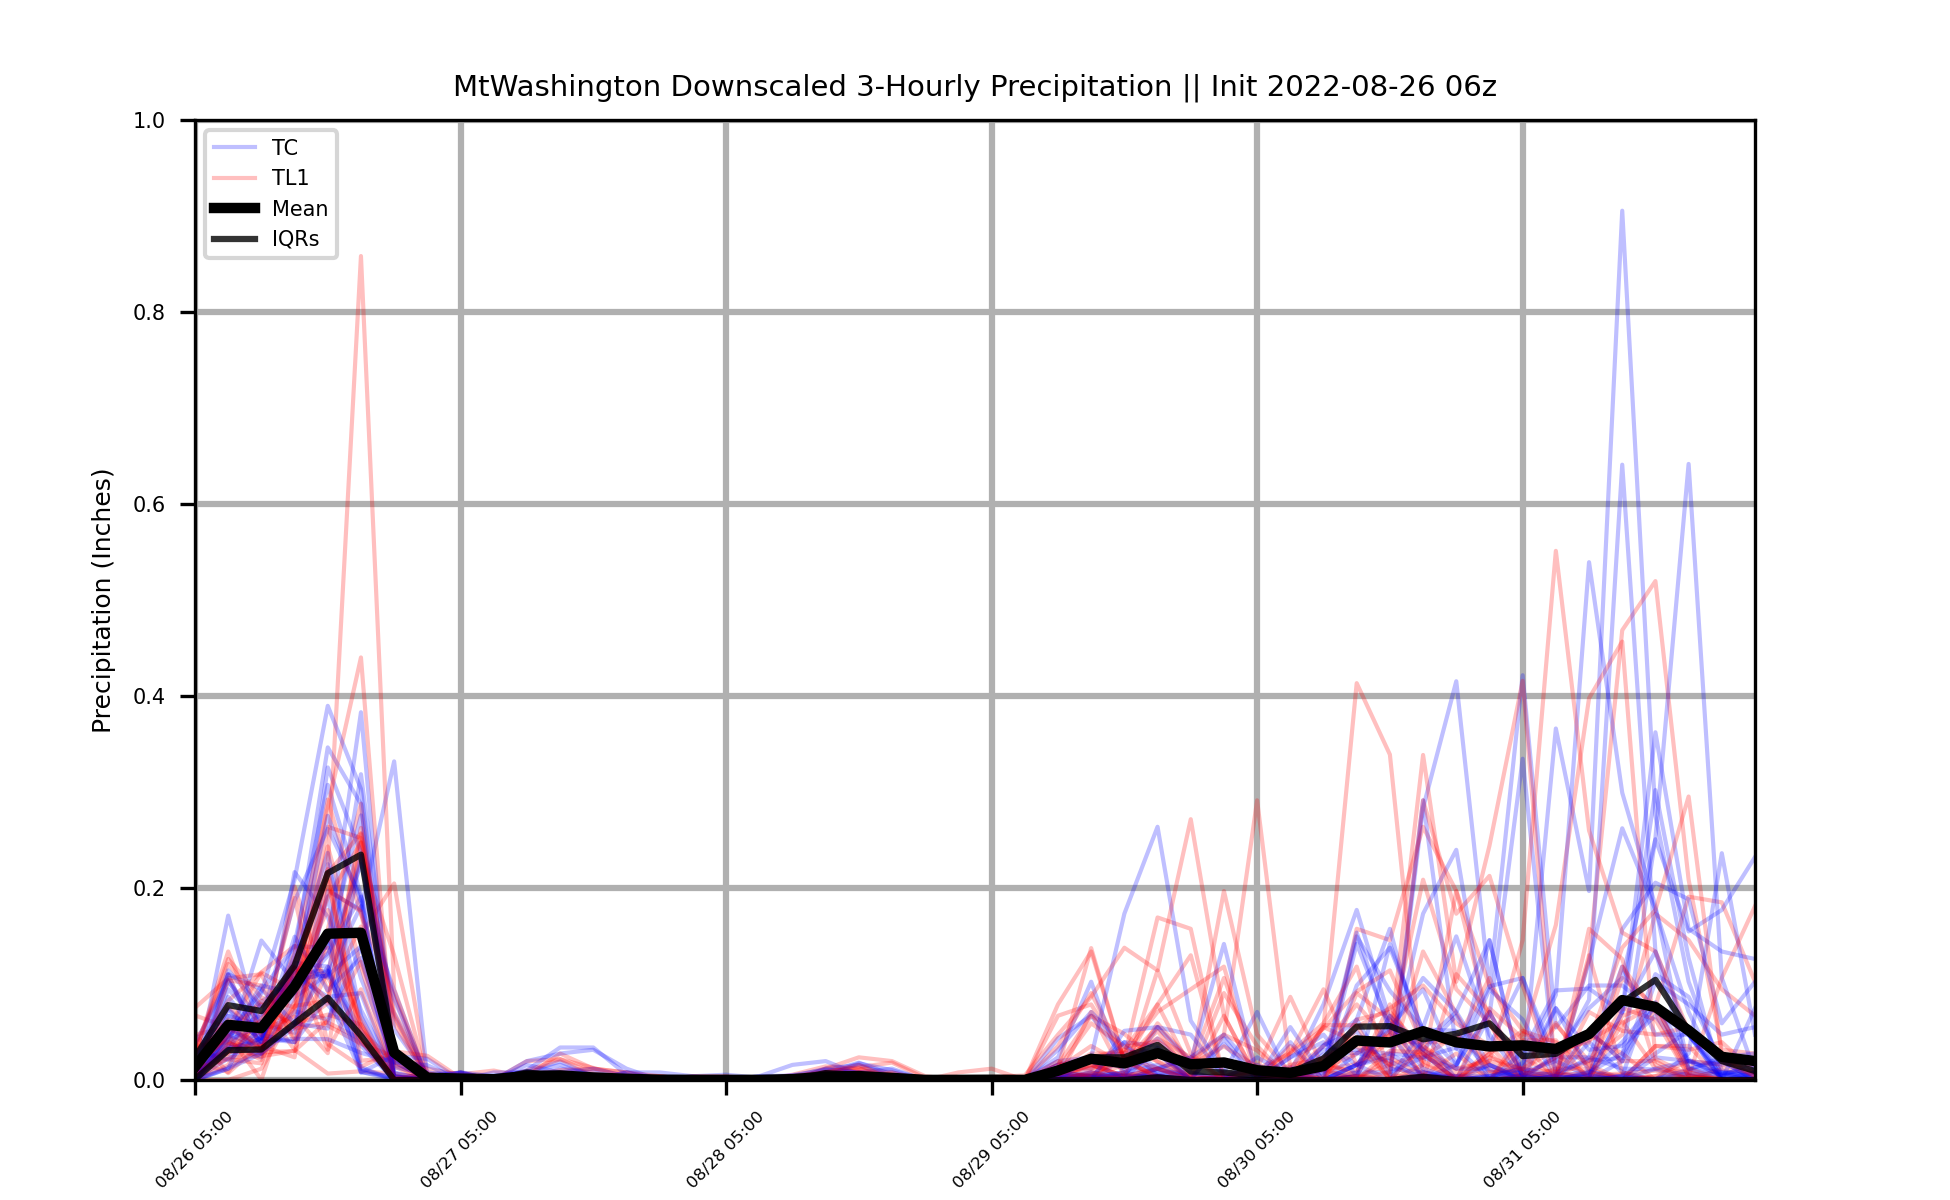 MtWashington Downscaled 3-Hourly Precipitation || Init 2022-08-26 06z
TC
TL1
Mean
IQRs
Precipitation (Inches)
1.0
0.8
0.6
0.4
0.2
0.0
08/26 05:00
08/27 05:00
08/28 05:00
08/29 05:00
08/30 05:00
08/31 05:00